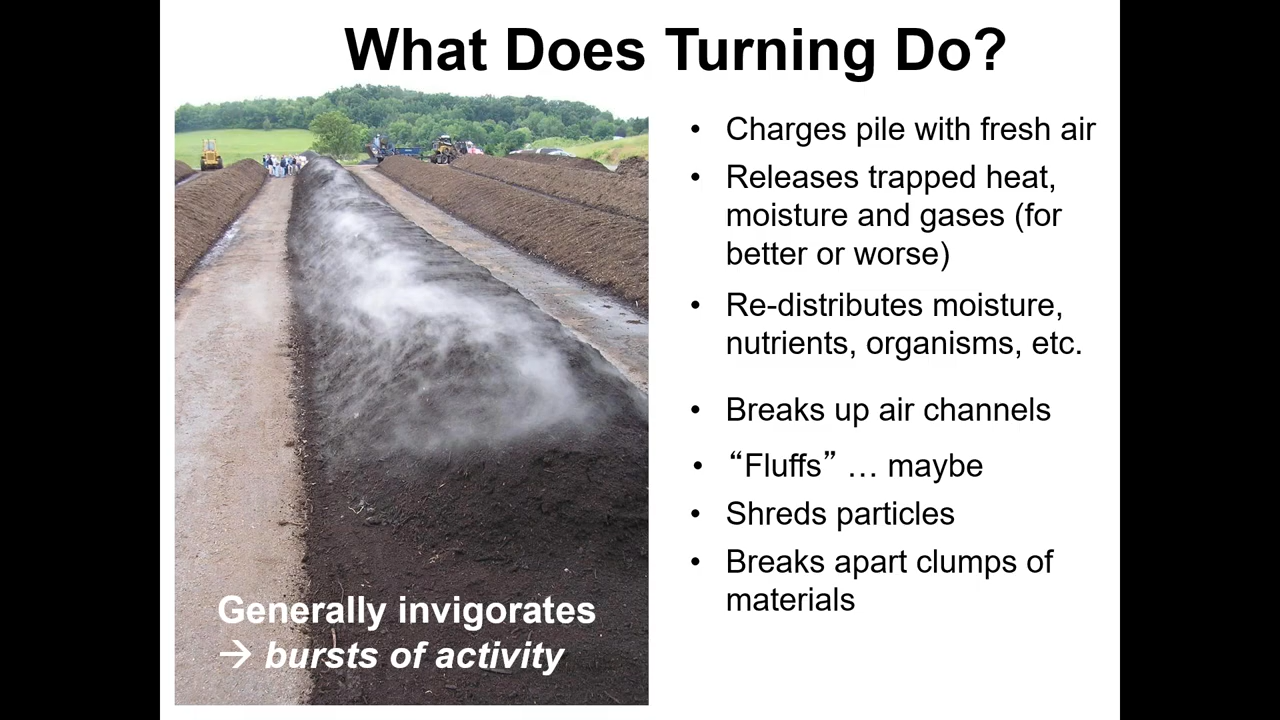 What Does Turning Do?
• Charges pile with fresh air
• Releases trapped heat,
moisture and gases (for
better or worse)
• Re-distributes moisture,
nutrients, organisms, etc.
• Breaks up air channels
• “Fluffs” … maybe
• Shreds particles
• Breaks apart clumps of
materials
Generally invigorates
→ bursts of activity